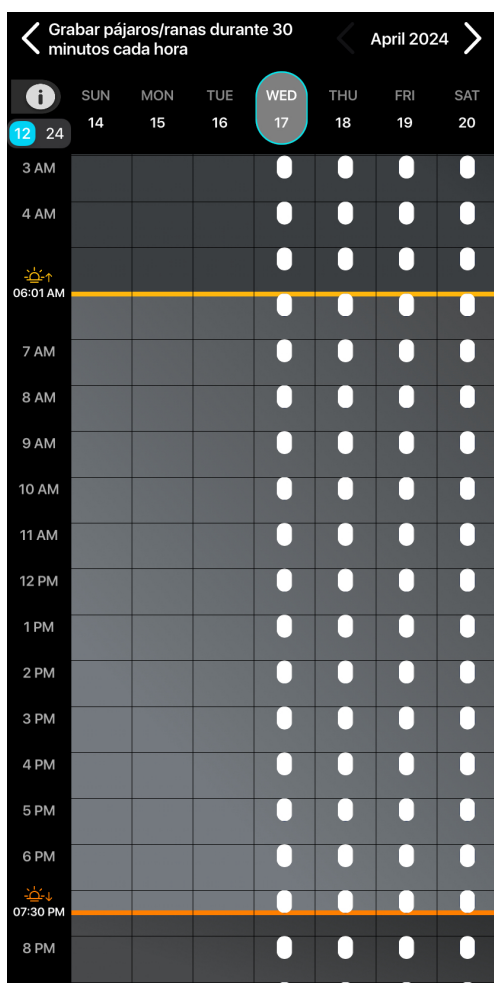 Grabar pájaros/ranas durante 30
minutos cada hora
April 2024
i
SUN MON TUE WED THU FRI SAT
14 15 16 17 18 19 20
12 24
3 AM
4 AM
06:01 AM
7 AM
8 AM
9 AM
10 AM
11 AM
12 PM
1 PM
2 PM
3 PM
4 PM
5 PM
6 PM
07:30 PM
8 PM